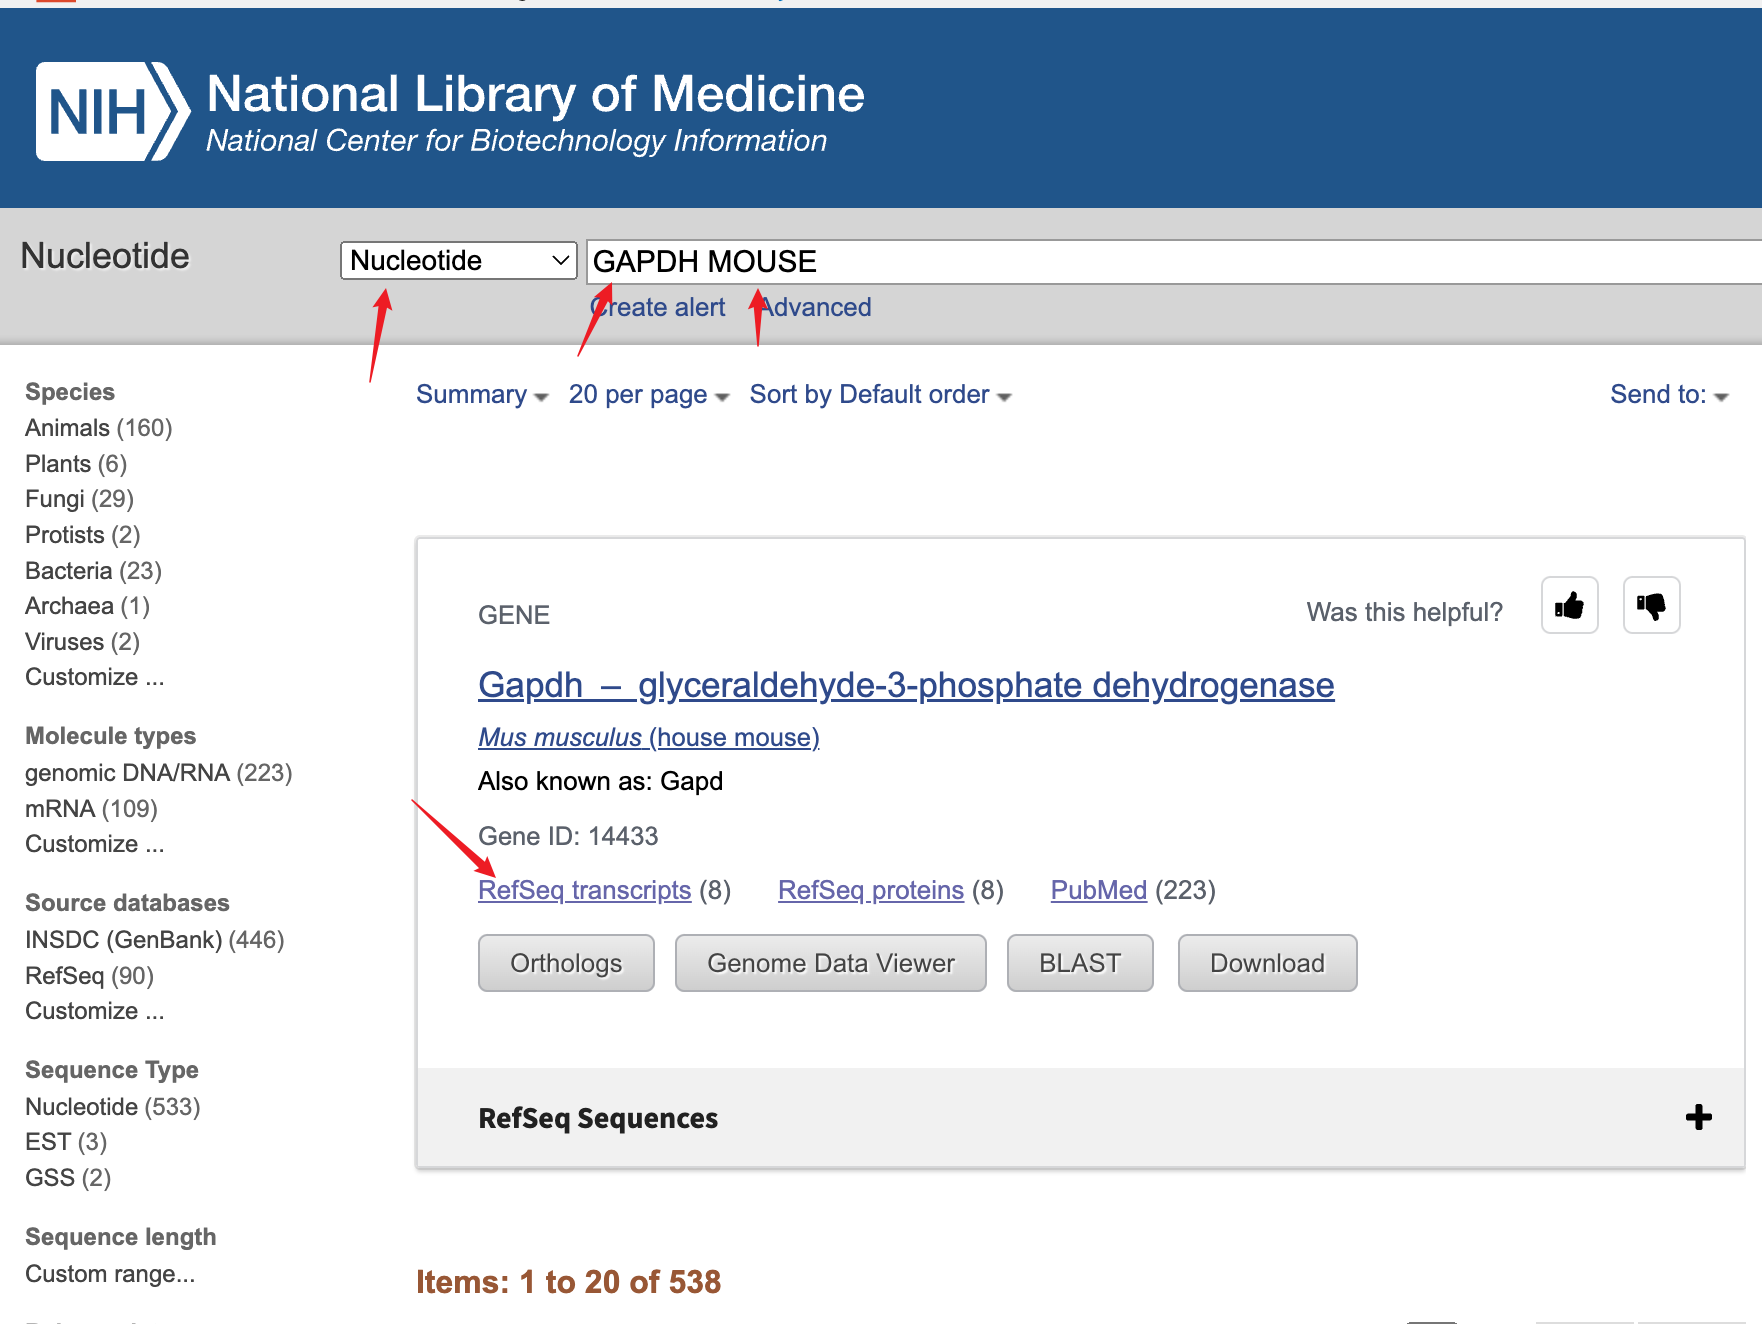 NIH National Library of Medicine
National Center for Biotechnology Information
Nucleotide
Nucleotide
GAPDH MOUSE
Create alert Advanced
Species
Animals (160)
Plants (6)
Fungi (29)
Protists (2)
Bacteria (23)
Archaea (1)
Viruses (2)
Customize ...
Molecule types
genomic DNA/RNA (223)
mRNA (109)
Customize ...
Source databases
INSDC (GenBank) (446)
RefSeq (90)
Customize ...
Sequence Type
Nucleotide (533)
EST (3)
GSS (2)
Sequence length
Custom range...
Summary 20 per page Sort by Default order
Send to:
GENE
Was this helpful?
Gapdh – glyceraldehyde-3-phosphate dehydrogenase
Mus musculus (house mouse)
Also known as: Gapd
Gene ID: 14433
RefSeq transcripts (8) RefSeq proteins (8) PubMed (223)
Orthologs Genome Data Viewer BLAST Download
RefSeq Sequences
Items: 1 to 20 of 538